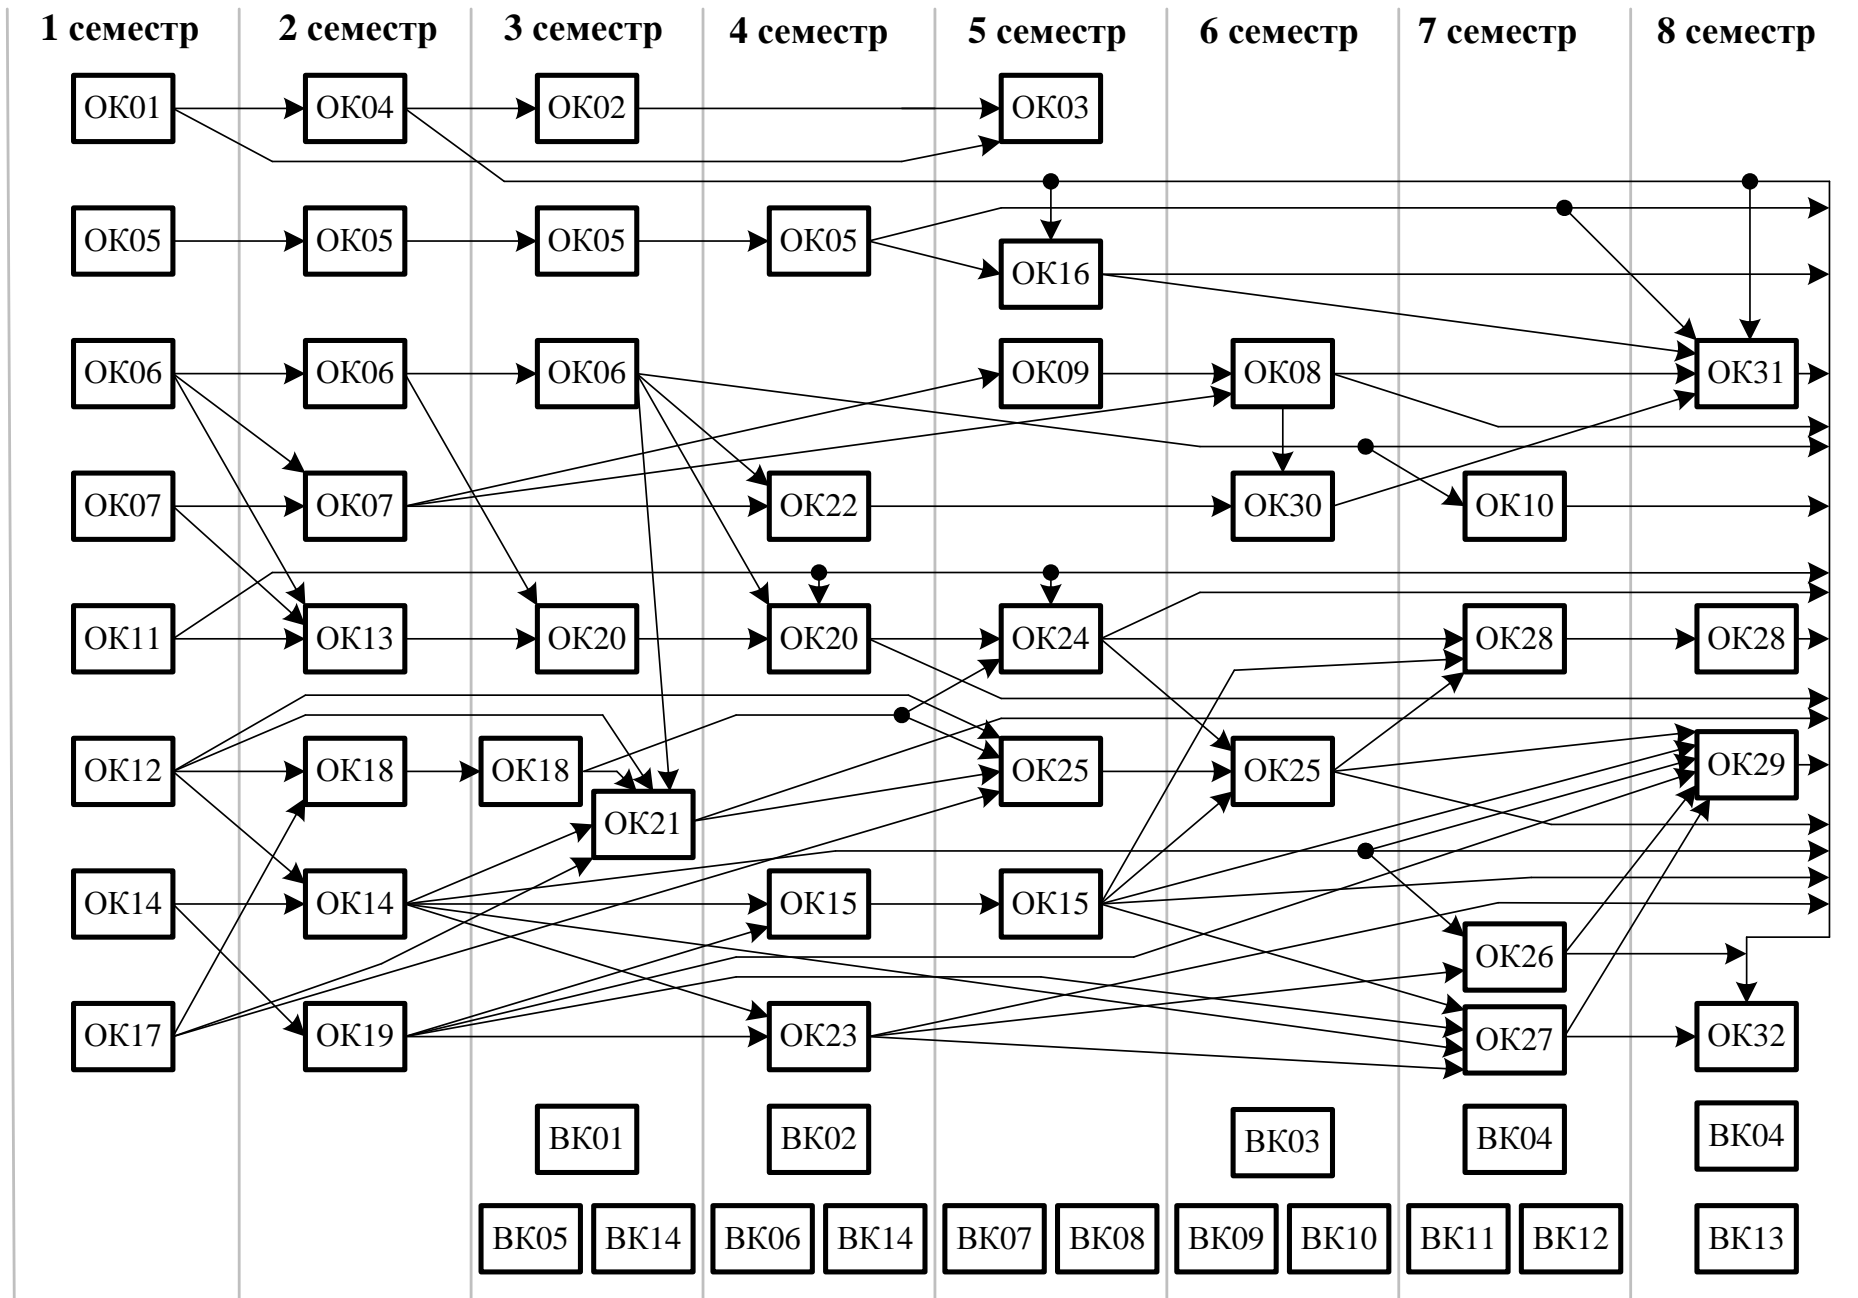 1 семестр 2 семестр 3 семестр 4 семестр 5 семестр 6 семестр 7 семестр 8 семестр
ОК01 ОК04 ОК02 ОК03
ОК05 ОК05 ОК05 ОК05
ОК16
ОК06 ОК06 ОК06 ОК09 ОК08 ОК31
ОК07 ОК07 ОК22 ОК30 ОК10
ОК11 ОК13 ОК20 ОК20 ОК24 ОК28 ОК28
ОК12 ОК18 ОК18 ОК25 ОК25 ОК29
ОК21
ОК14 ОК14 ОК15 ОК15
ОК26
ОК17 ОК19 ОК23 ОК27 ОК32
ВК01 ВК02 ВК03 ВК04 ВК04
ВК05 ВК14 ВК06 ВК14 ВК07 ВК08 ВК09 ВК10 ВК11 ВК12 ВК13